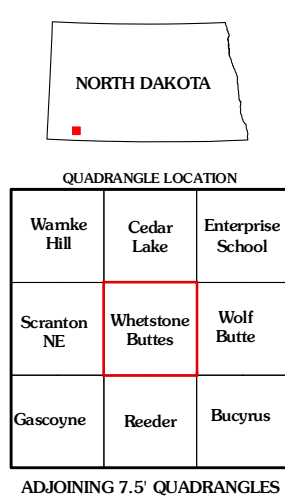 NORTH DAKOTA
QUADRANGLE LOCATION
Warnke
Hill
Cedar
Lake
Enterprise
School
Scranton
NE
Whetstone
Buttes
Wolf
Butte
Gascoyne
Reeder
Bucyrus
ADJOINING 7.5' QUADRANGLES